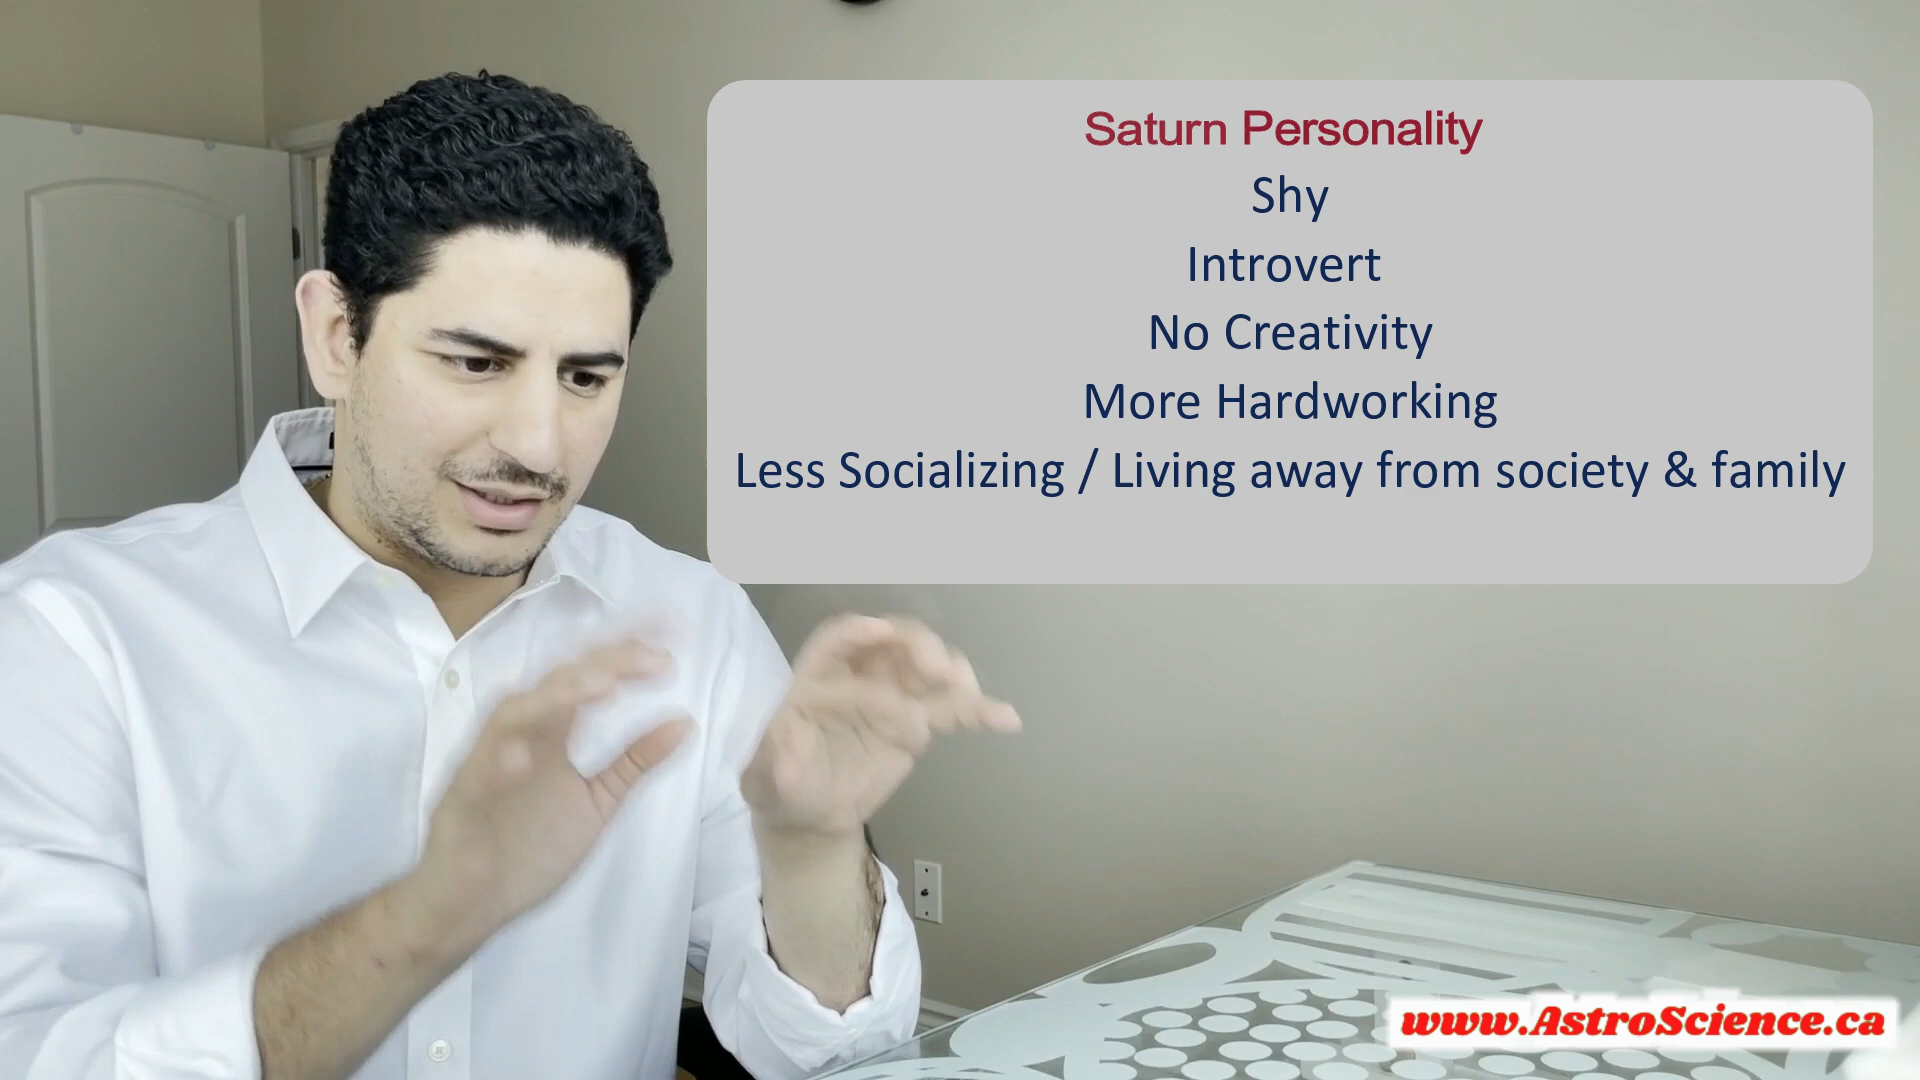 Saturn Personality
Shy
Introvert
No Creativity
More Hardworking
Less Socializing / Living away from society & family
www.AstroScience.ca